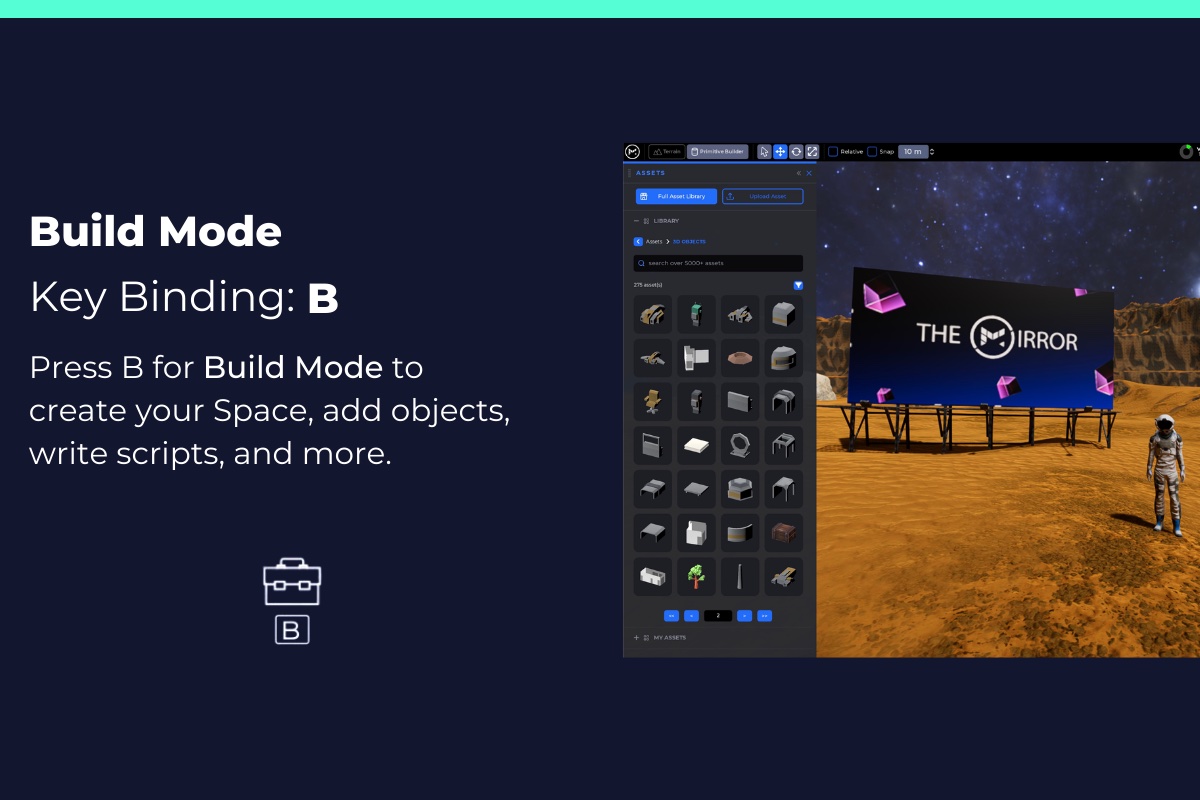 Build Mode
Key Binding: B
Press B for Build Mode to
create your Space, add objects,
write scripts, and more.
B
Terrain
Primitive Builder
Relative
Snap
10 m
ASSETS
Full Asset Library
Upload Asset
LIBRARY
Assets > 3D OBJECTS
search over 5000+ assets
275 asset(s)
2
MY ASSETS
THE MIRROR